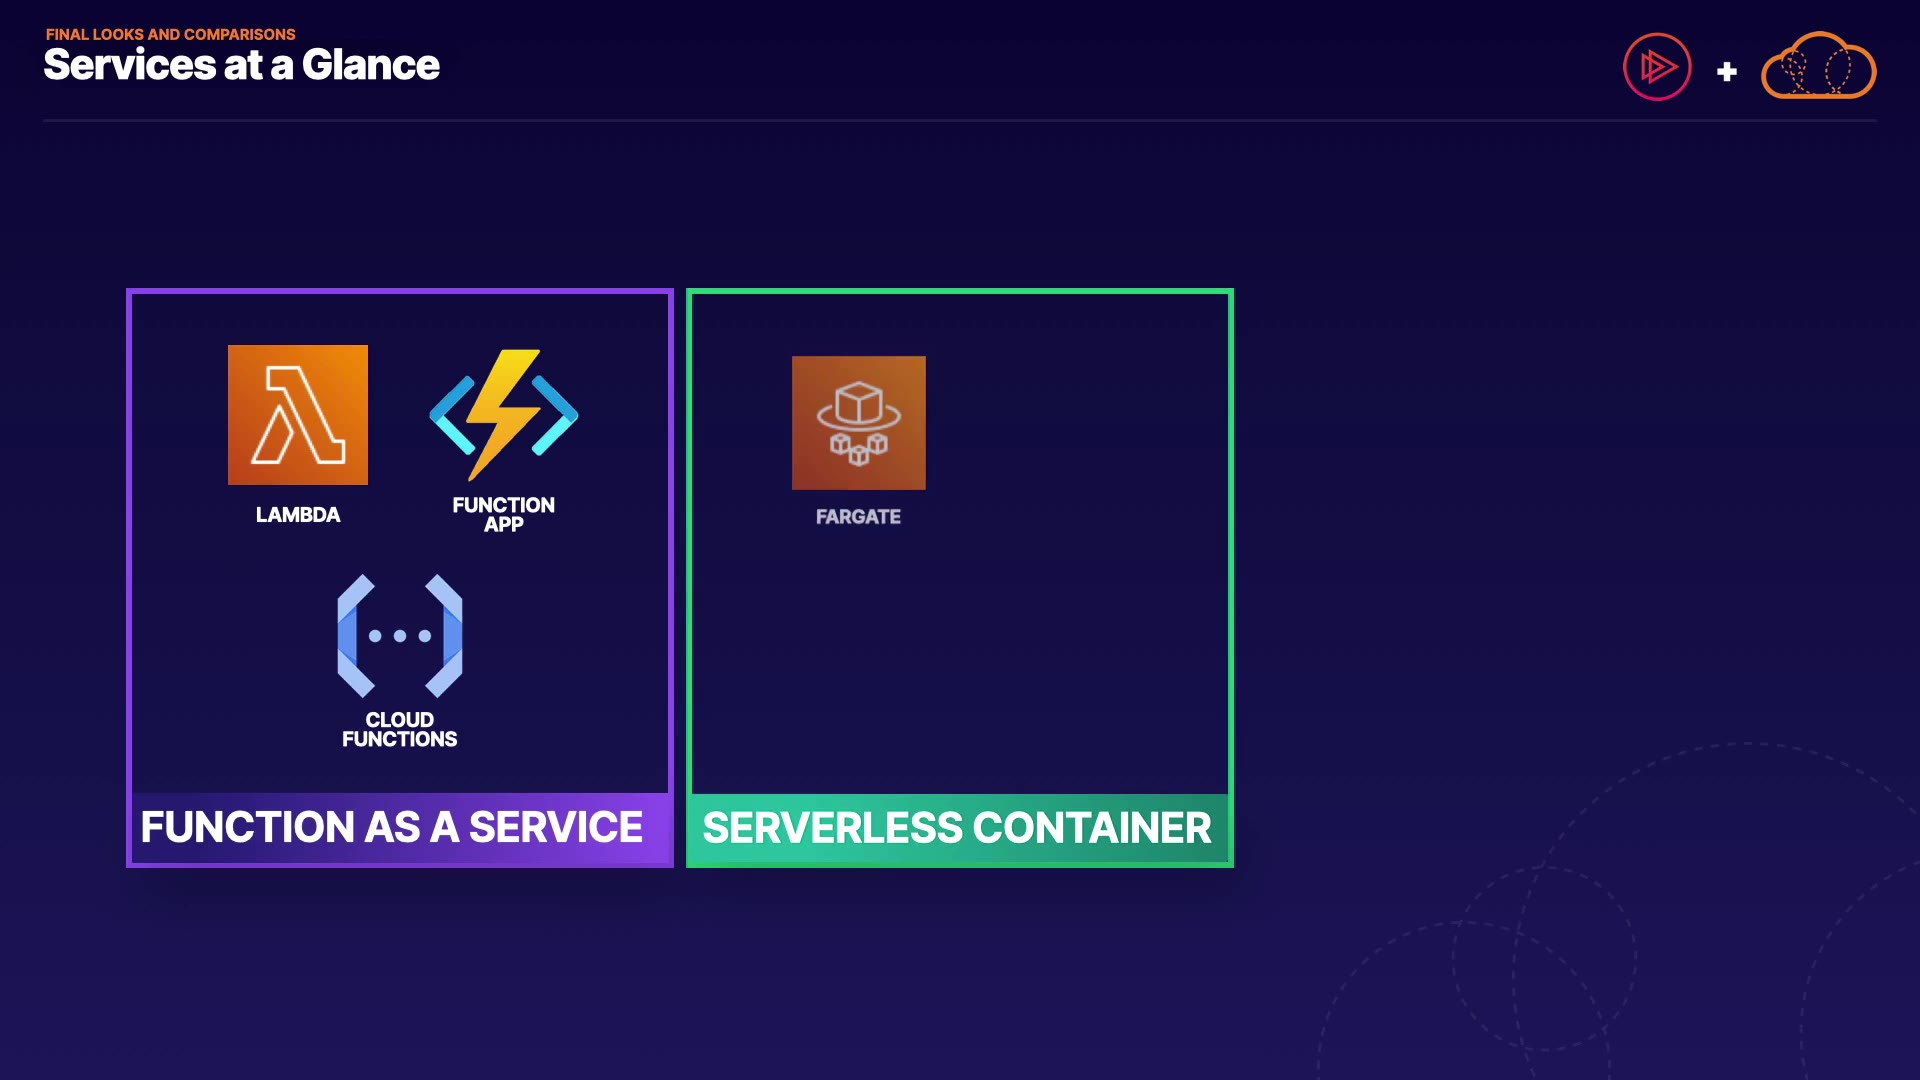 FINAL LOOKS AND COMPARISONS
Services at a Glance
LAMBDA
FUNCTION
APP
CLOUD
FUNCTIONS
FUNCTION AS A SERVICE
FARGATE
SERVERLESS CONTAINER